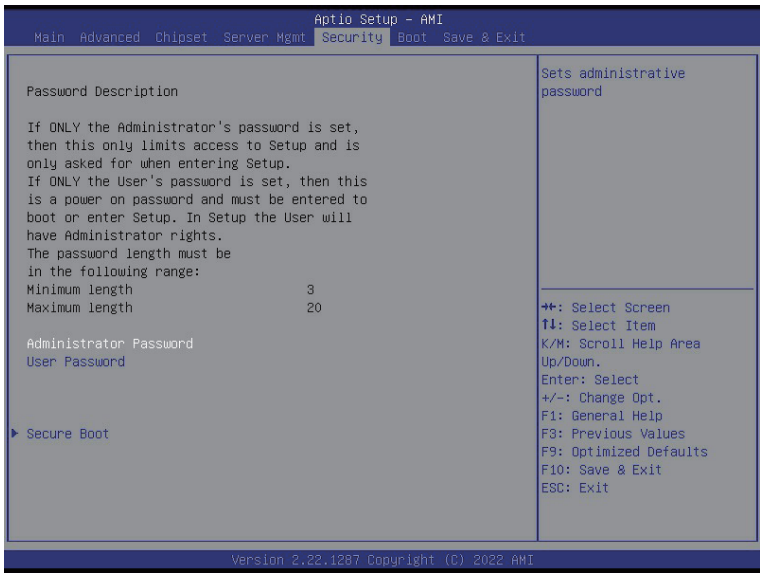 Aptio Setup – AMI
Main Advanced Chipset Server Mgmt Security Boot Save & Exit
Password Description
If ONLY the Administrator's password is set,
then this only limits access to Setup and is
only asked for when entering Setup.
If ONLY the User's password is set, then this
is a power on password and must be entered to
boot or enter Setup. In Setup the User will
have Administrator rights.
The password length must be
in the following range:
Minimum length 3
Maximum length 20
Administrator Password
User Password
Secure Boot
Sets administrative
password
→←: Select Screen
↑↓: Select Item
K/M: Scroll Help Area
Up/Down.
Enter: Select
+/-: Change Opt.
F1: General Help
F3: Previous Values
F9: Optimized Defaults
F10: Save & Exit
ESC: Exit
Version 2.22.1287 Copyright (C) 2022 AMI